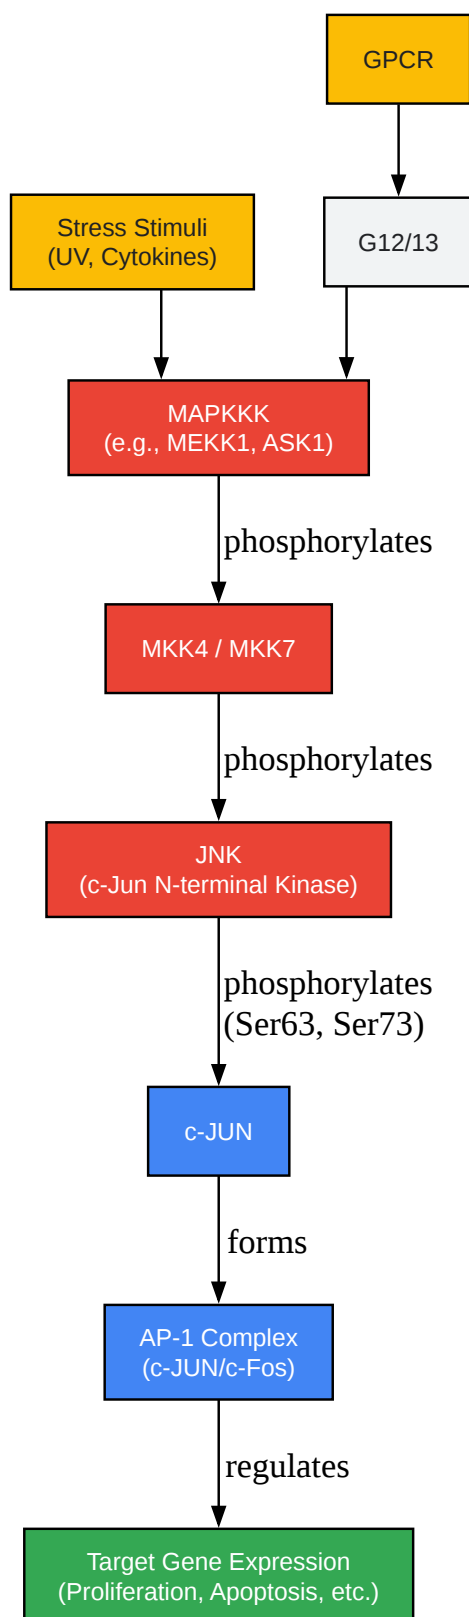 GPCR
Stress Stimuli
(UV, Cytokines)
G12/13
MAPKKK
(e.g., MEKK1, ASK1)
phosphorylates
MKK4 / MKK7
phosphorylates
JNK
(c-Jun N-terminal Kinase)
phosphorylates
(Ser63, Ser73)
c-JUN
forms
AP-1 Complex
(c-JUN/c-Fos)
regulates
Target Gene Expression
(Proliferation, Apoptosis, etc.)